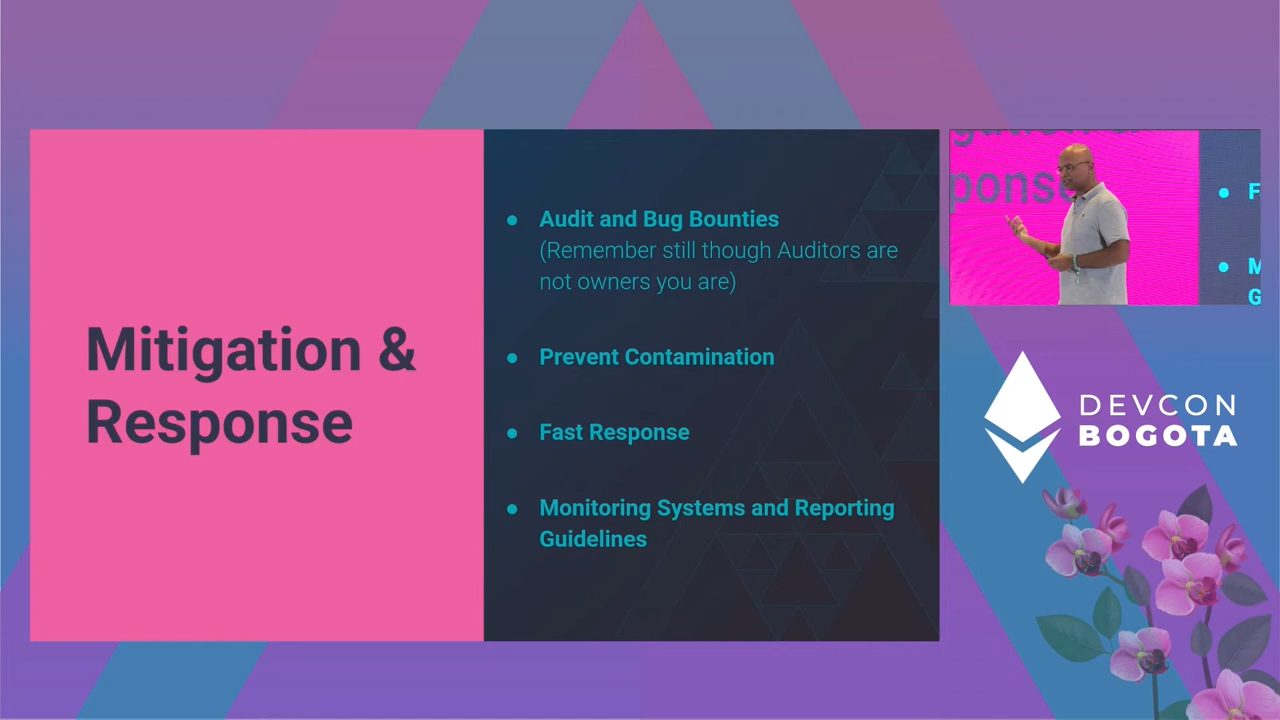 Mitigation &
Response
● Audit and Bug Bounties
(Remember still though Auditors are
not owners you are)
● Prevent Contamination
● Fast Response
● Monitoring Systems and Reporting
Guidelines
ponse
● F
● M
G
DEVCON
BOGOTA